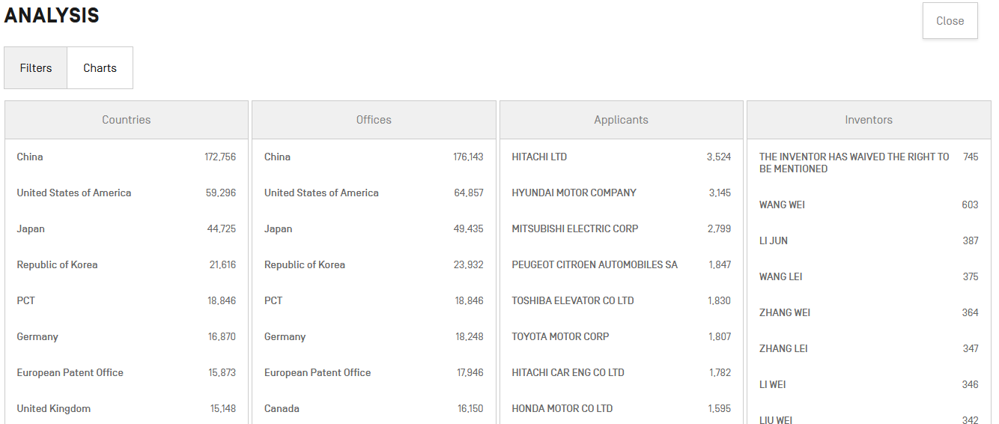 ANALYSIS
Close
Filters
Charts
Countries
Offices
Applicants
Inventors
China 172,756
United States of America 59,296
Japan 44,725
Republic of Korea 21,616
PCT 18,846
Germany 16,870
European Patent Office 15,873
United Kingdom 15,148
China 176,143
United States of America 64,857
Japan 49,435
Republic of Korea 23,932
PCT 18,846
Germany 18,248
European Patent Office 17,946
Canada 16,150
HITACHI LTD 3,524
HYUNDAI MOTOR COMPANY 3,145
MITSUBISHI ELECTRIC CORP 2,799
PEUGEOT CITROEN AUTOMOBILES SA 1,847
TOSHIBA ELEVATOR CO LTD 1,830
TOYOTA MOTOR CORP 1,807
HITACHI CAR ENG CO LTD 1,782
HONDA MOTOR CO LTD 1,595
THE INVENTOR HAS WAIVED THE RIGHT TO 745
BE MENTIONED
WANG WEI 603
LI JUN 387
WANG LEI 375
ZHANG WEI 364
ZHANG LEI 347
LI WEI 346
LIU WEI 342